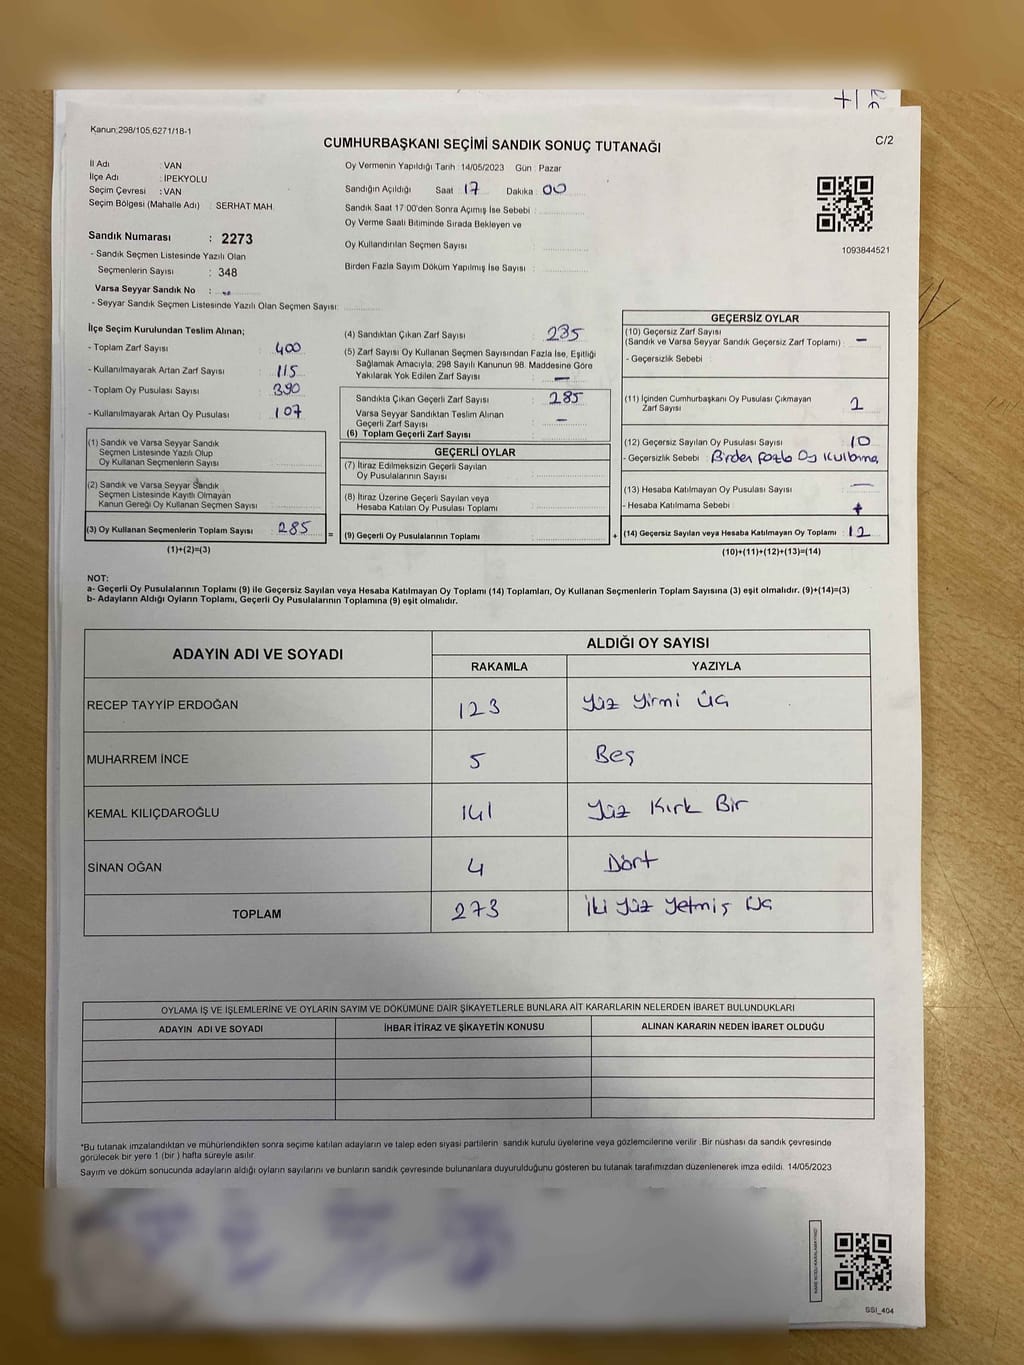 Kanun:298/105,6271/18-1
C/2
CUMHURBAŞKANI SEÇİMİ SANDIK SONUÇ TUTANAĞI
İl Adı : VAN
İlçe Adı : İPEKYOLU
Seçim Çevresi : VAN
Seçim Bölgesi (Mahalle Adı) : SERHAT MAH.
Sandık Numarası : 2273
- Sandık Seçmen Listesinde Yazılı Olan
Seçmenlerin Sayısı : 348
Varsa Seyyar Sandık No :
- Seyyar Sandık Seçmen Listesinde Yazılı Olan Seçmen Sayısı:
Oy Vermenin Yapıldığı Tarih :14/05/2023 Gün : Pazar
Sandığın Açıldığı Saat : 17 Dakika : 00
Sandık Saat 17:00'den Sonra Açılmış İse Sebebi :
Oy Verme Saati Bitiminde Sırada Bekleyen ve
Oy Kullandırılan Seçmen Sayısı :
Birden Fazla Sayım Döküm Yapılmış İse Sayısı :
1093844521
İlçe Seçim Kurulundan Teslim Alınan;
- Toplam Zarf Sayısı : 400
- Kullanılmayarak Artan Zarf Sayısı : 115
- Toplam Oy Pusulası Sayısı : 390
- Kullanılmayarak Artan Oy Pusulası : 107
(1) Sandık ve Varsa Seyyar Sandık
Seçmen Listesinde Yazılı Olup
Oy Kullanan Seçmenlerin Sayısı :
(2) Sandık ve Varsa Seyyar Sandık
Seçmen Listesinde Kayıtlı Olmayan
Kanun Gereği Oy Kullanan Seçmen Sayısı :
(3) Oy Kullanan Seçmenlerin Toplam Sayısı : 285
(1)+(2)=(3)
(4) Sandıktan Çıkan Zarf Sayısı : 285
(5) Zarf Sayısı Oy Kullanan Seçmen Sayısından Fazla İse, Eşitliği
Sağlamak Amacıyla, 298 Sayılı Kanunun 98. Maddesine Göre
Yakılarak Yok Edilen Zarf Sayısı : —
Sandıkta Çıkan Geçerli Zarf Sayısı : 285
Varsa Seyyar Sandıktan Teslim Alınan
Geçerli Zarf Sayısı : —
(6) Toplam Geçerli Zarf Sayısı :
GEÇERLİ OYLAR
(7) İtiraz Edilmeksizin Geçerli Sayılan
Oy Pusulalarının Sayısı :
(8) İtiraz Üzerine Geçerli Sayılan veya
Hesaba Katılan Oy Pusulası Toplamı :
= (9) Geçerli Oy Pusulalarının Toplamı :
GEÇERSİZ OYLAR
(10) Geçersiz Zarf Sayısı
(Sandık ve Varsa Seyyar Sandık Geçersiz Zarf Toplamı) : —
- Geçersizlik Sebebi :
(11) İçinden Cumhurbaşkanı Oy Pusulası Çıkmayan
Zarf Sayısı : 2
(12) Geçersiz Sayılan Oy Pusulası Sayısı : 10
- Geçersizlik Sebebi : Birden fazla Oy Kullanma
(13) Hesaba Katılmayan Oy Pusulası Sayısı : —
- Hesaba Katılmama Sebebi :
+ (14) Geçersiz Sayılan veya Hesaba Katılmayan Oy Toplamı : 12
(10)+(11)+(12)+(13)=(14)
NOT:
a- Geçerli Oy Pusulalarının Toplamı (9) ile Geçersiz Sayılan veya Hesaba Katılmayan Oy Toplamı (14) Toplamları, Oy Kullanan Seçmenlerin Toplam Sayısına (3) eşit olmalıdır. (9)+(14)=(3)
b- Adayların Aldığı Oyların Toplamı, Geçerli Oy Pusulalarının Toplamına (9) eşit olmalıdır.
ADAYIN ADI VE SOYADI ALDIĞI OY SAYISI
RAKAMLA YAZIYLA
RECEP TAYYİP ERDOĞAN 123 Yüz Yirmi Üç
MUHARREM İNCE 5 Beş
KEMAL KILIÇDAROĞLU 141 Yüz Kırk Bir
SİNAN OĞAN 4 Dört
TOPLAM 273 İki Yüz Yetmiş Üç
OYLAMA İŞ VE İŞLEMLERİNE VE OYLARIN SAYIM VE DÖKÜMÜNE DAİR ŞİKAYETLERLE BUNLARA AİT KARARLARIN NELERDEN İBARET BULUNDUKLARI
ADAYIN ADI VE SOYADI İHBAR İTİRAZ VE ŞİKAYETİN KONUSU ALINAN KARARIN NEDEN İBARET OLDUĞU
*Bu tutanak imzalandıktan ve mühürlendikten sonra seçime katılan adayların ve talep eden siyasi partilerin sandık kurulu üyelerine veya gözlemcilerine verilir. Bir nüshası da sandık çevresinde
görülecek bir yere 1 (bir ) hafta süreyle asılır.
Sayım ve döküm sonucunda adayların aldığı oyların sayılarını ve bunların sandık çevresinde bulunanlara duyurulduğunu gösteren bu tutanak tarafımızdan düzenlenerek imza edildi. 14/05/2023
SSI_404